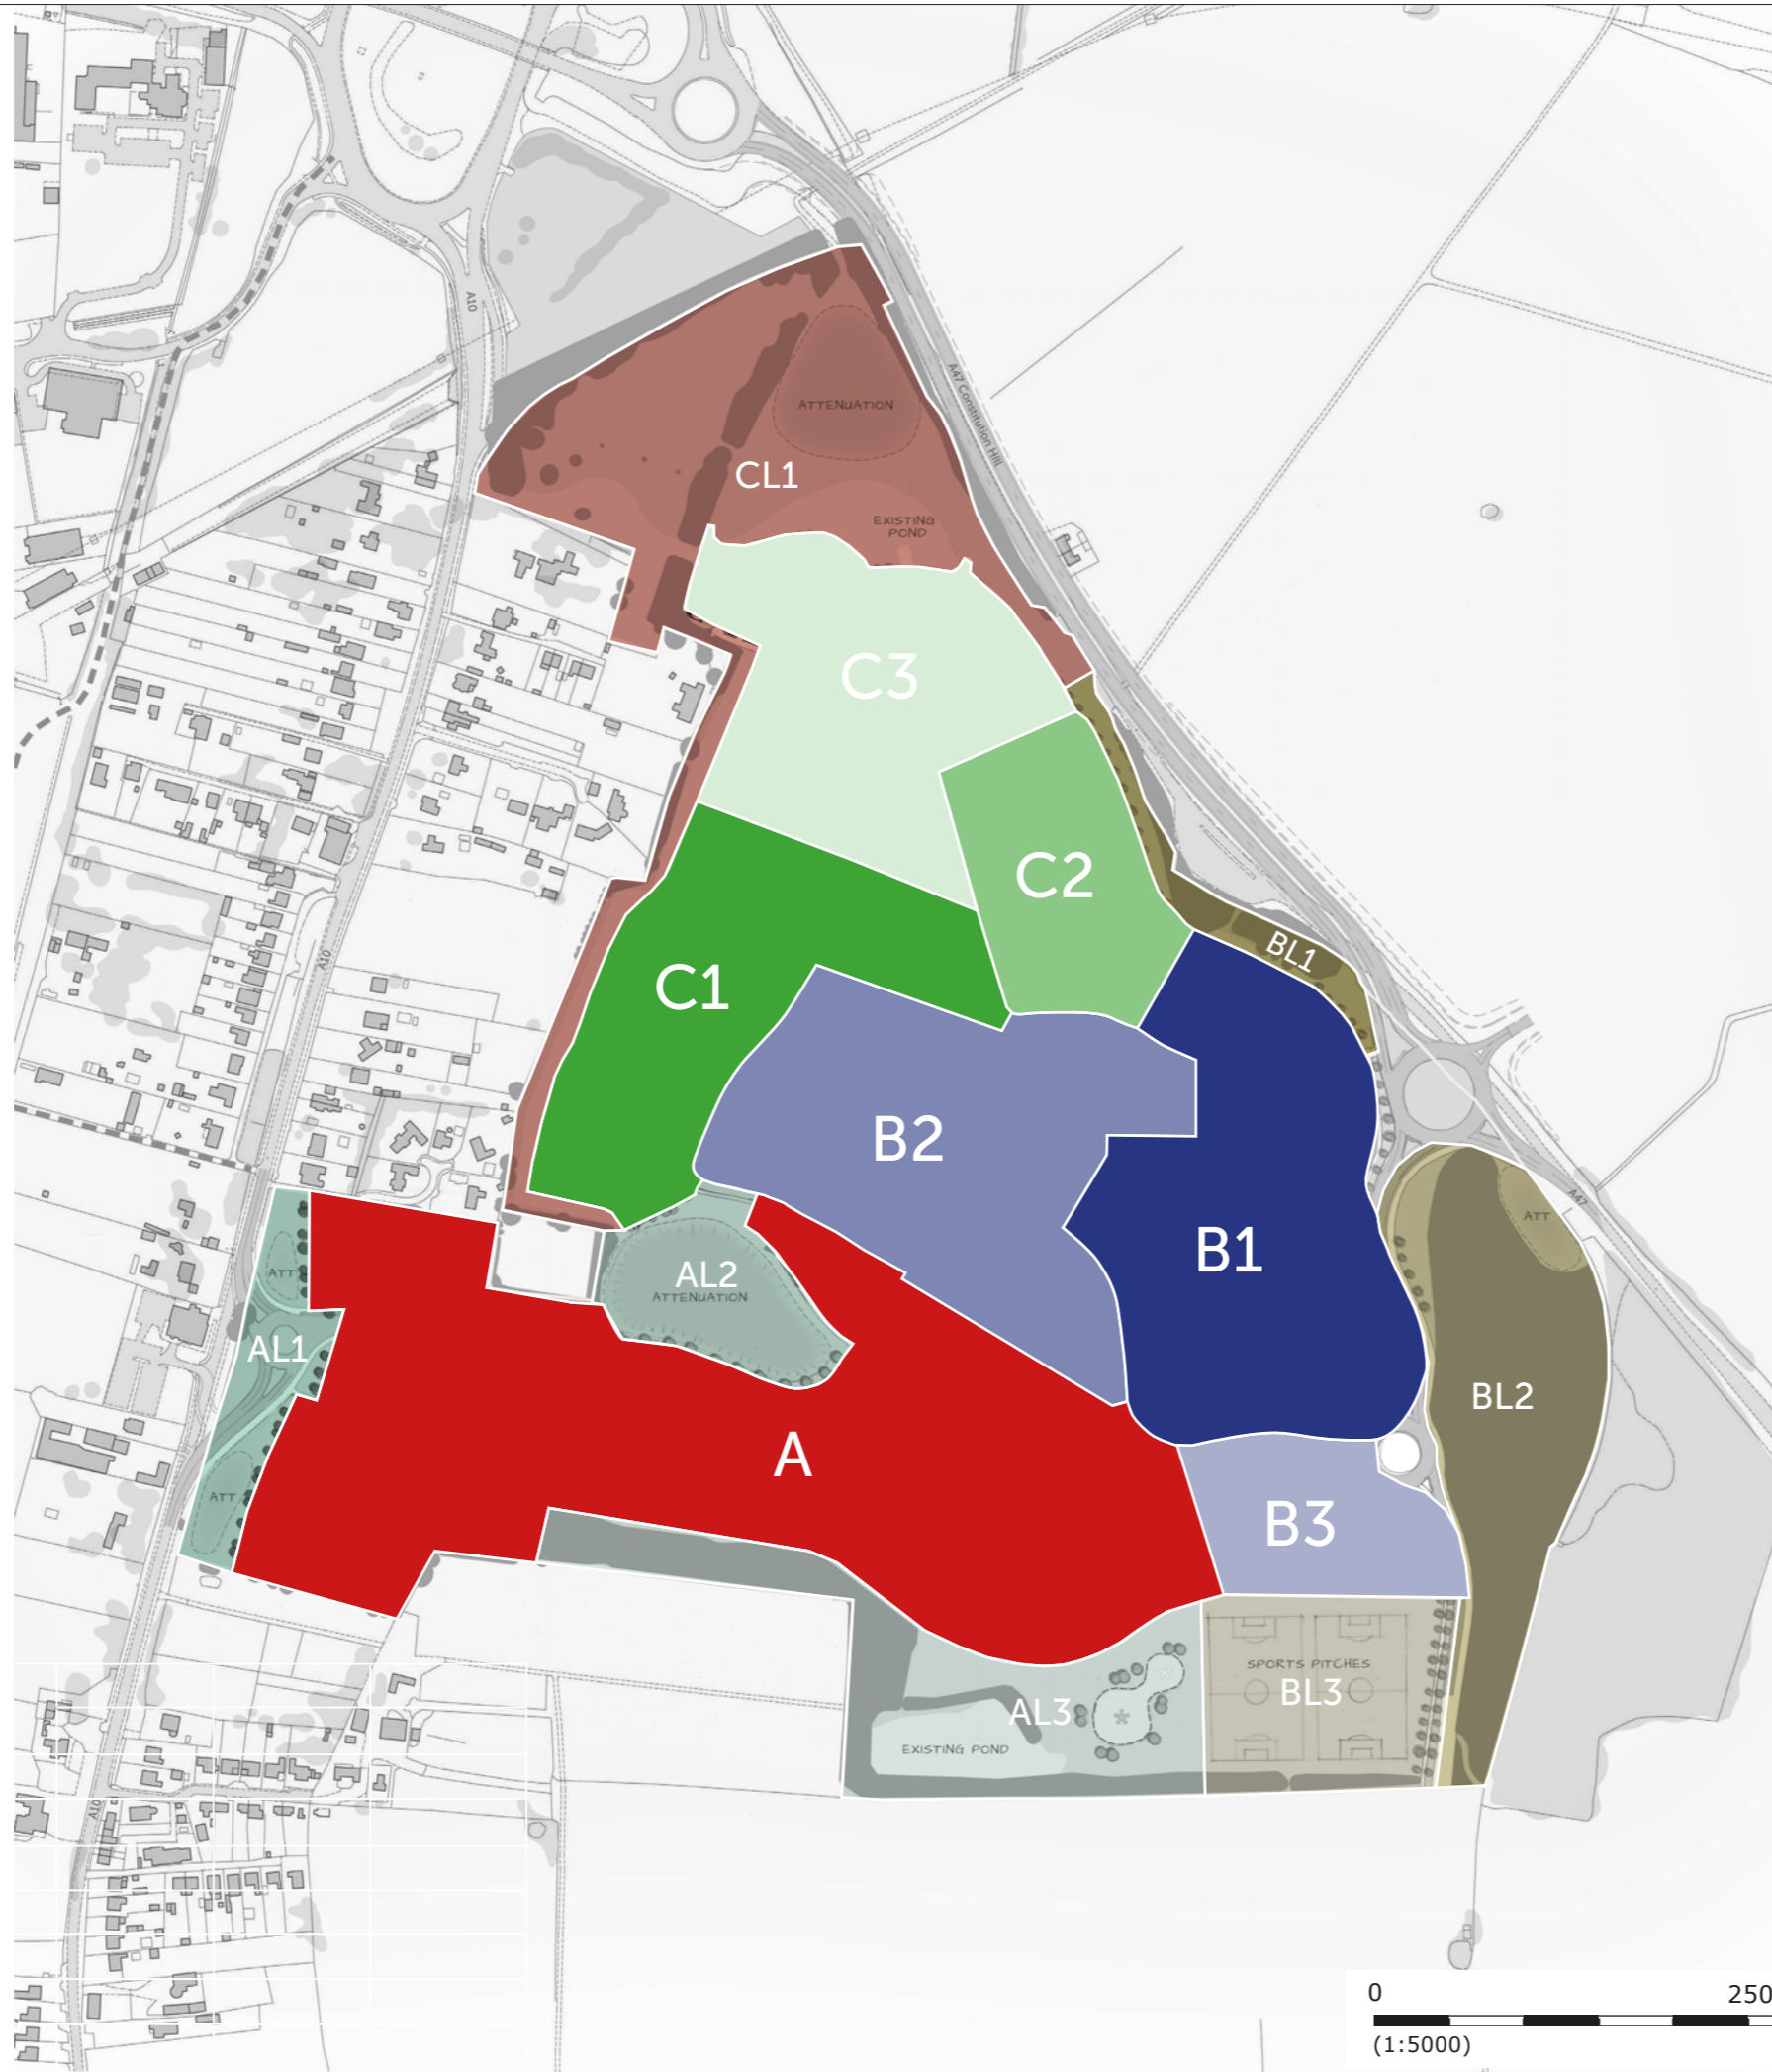 A10
A47 Constitution Hill
ATTENUATION
CL1
EXISTING
POND
C3
C2
A10
BL1
C1
B2
A47
ATT
B1
ATT
AL2
ATTENUATION
AL1
BL2
A
ATT
B3
SPORTS PITCHES
BL3
AL3
EXISTING POND
A10
0 250
(1:5000)